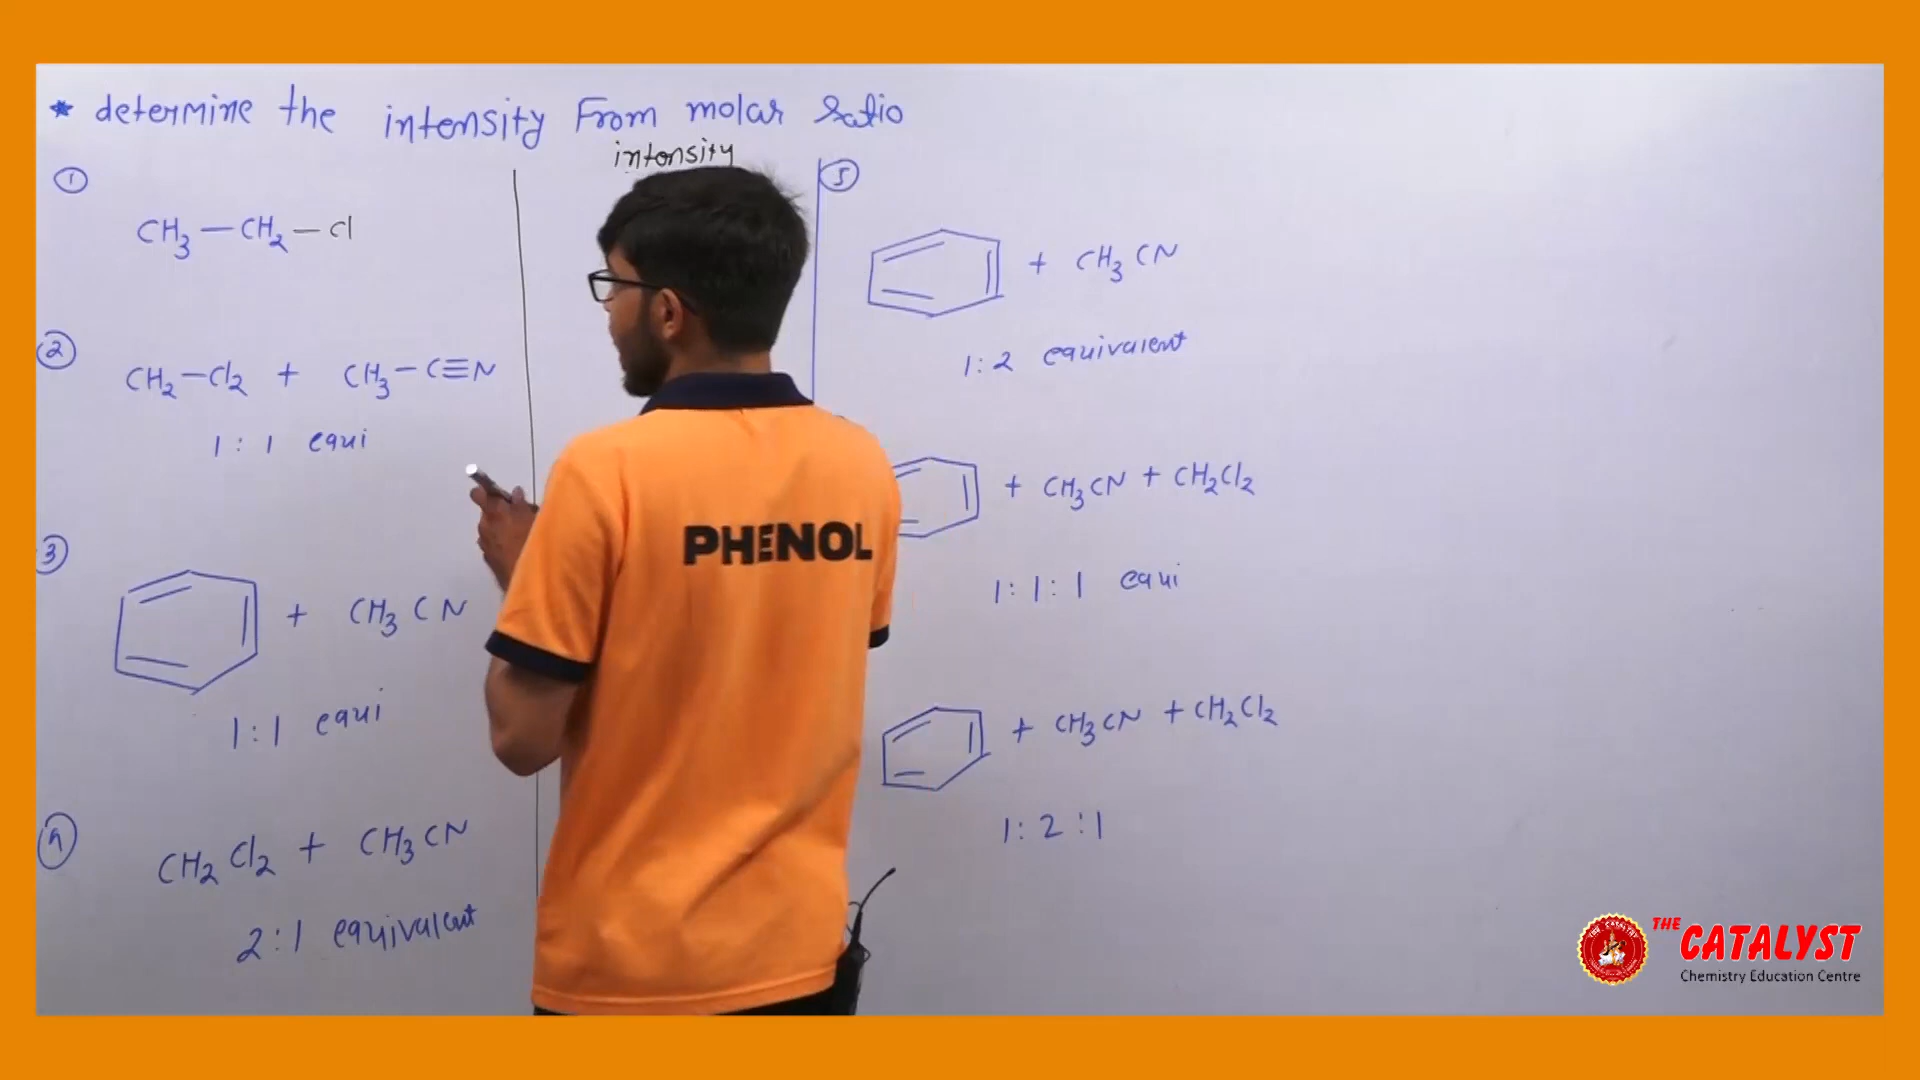 * determine the intensity From molar ratio
intensity
①
CH₃ — CH₂ — Cl
②
CH₂ — Cl₂ + CH₃ — C≡N
1 : 1 equi
③
+ CH₃ CN
1 : 1 equi
④
CH₂ Cl₂ + CH₃ CN
2 : 1 equivalent
⑤
+ CH₃ CN
1 : 2 equivalent
+ CH₃CN + CH₂Cl₂
1 : 1 : 1 equi
+ CH₃CN + CH₂Cl₂
1 : 2 : 1
PHENOL
THE CATALYST
Chemistry Education Centre